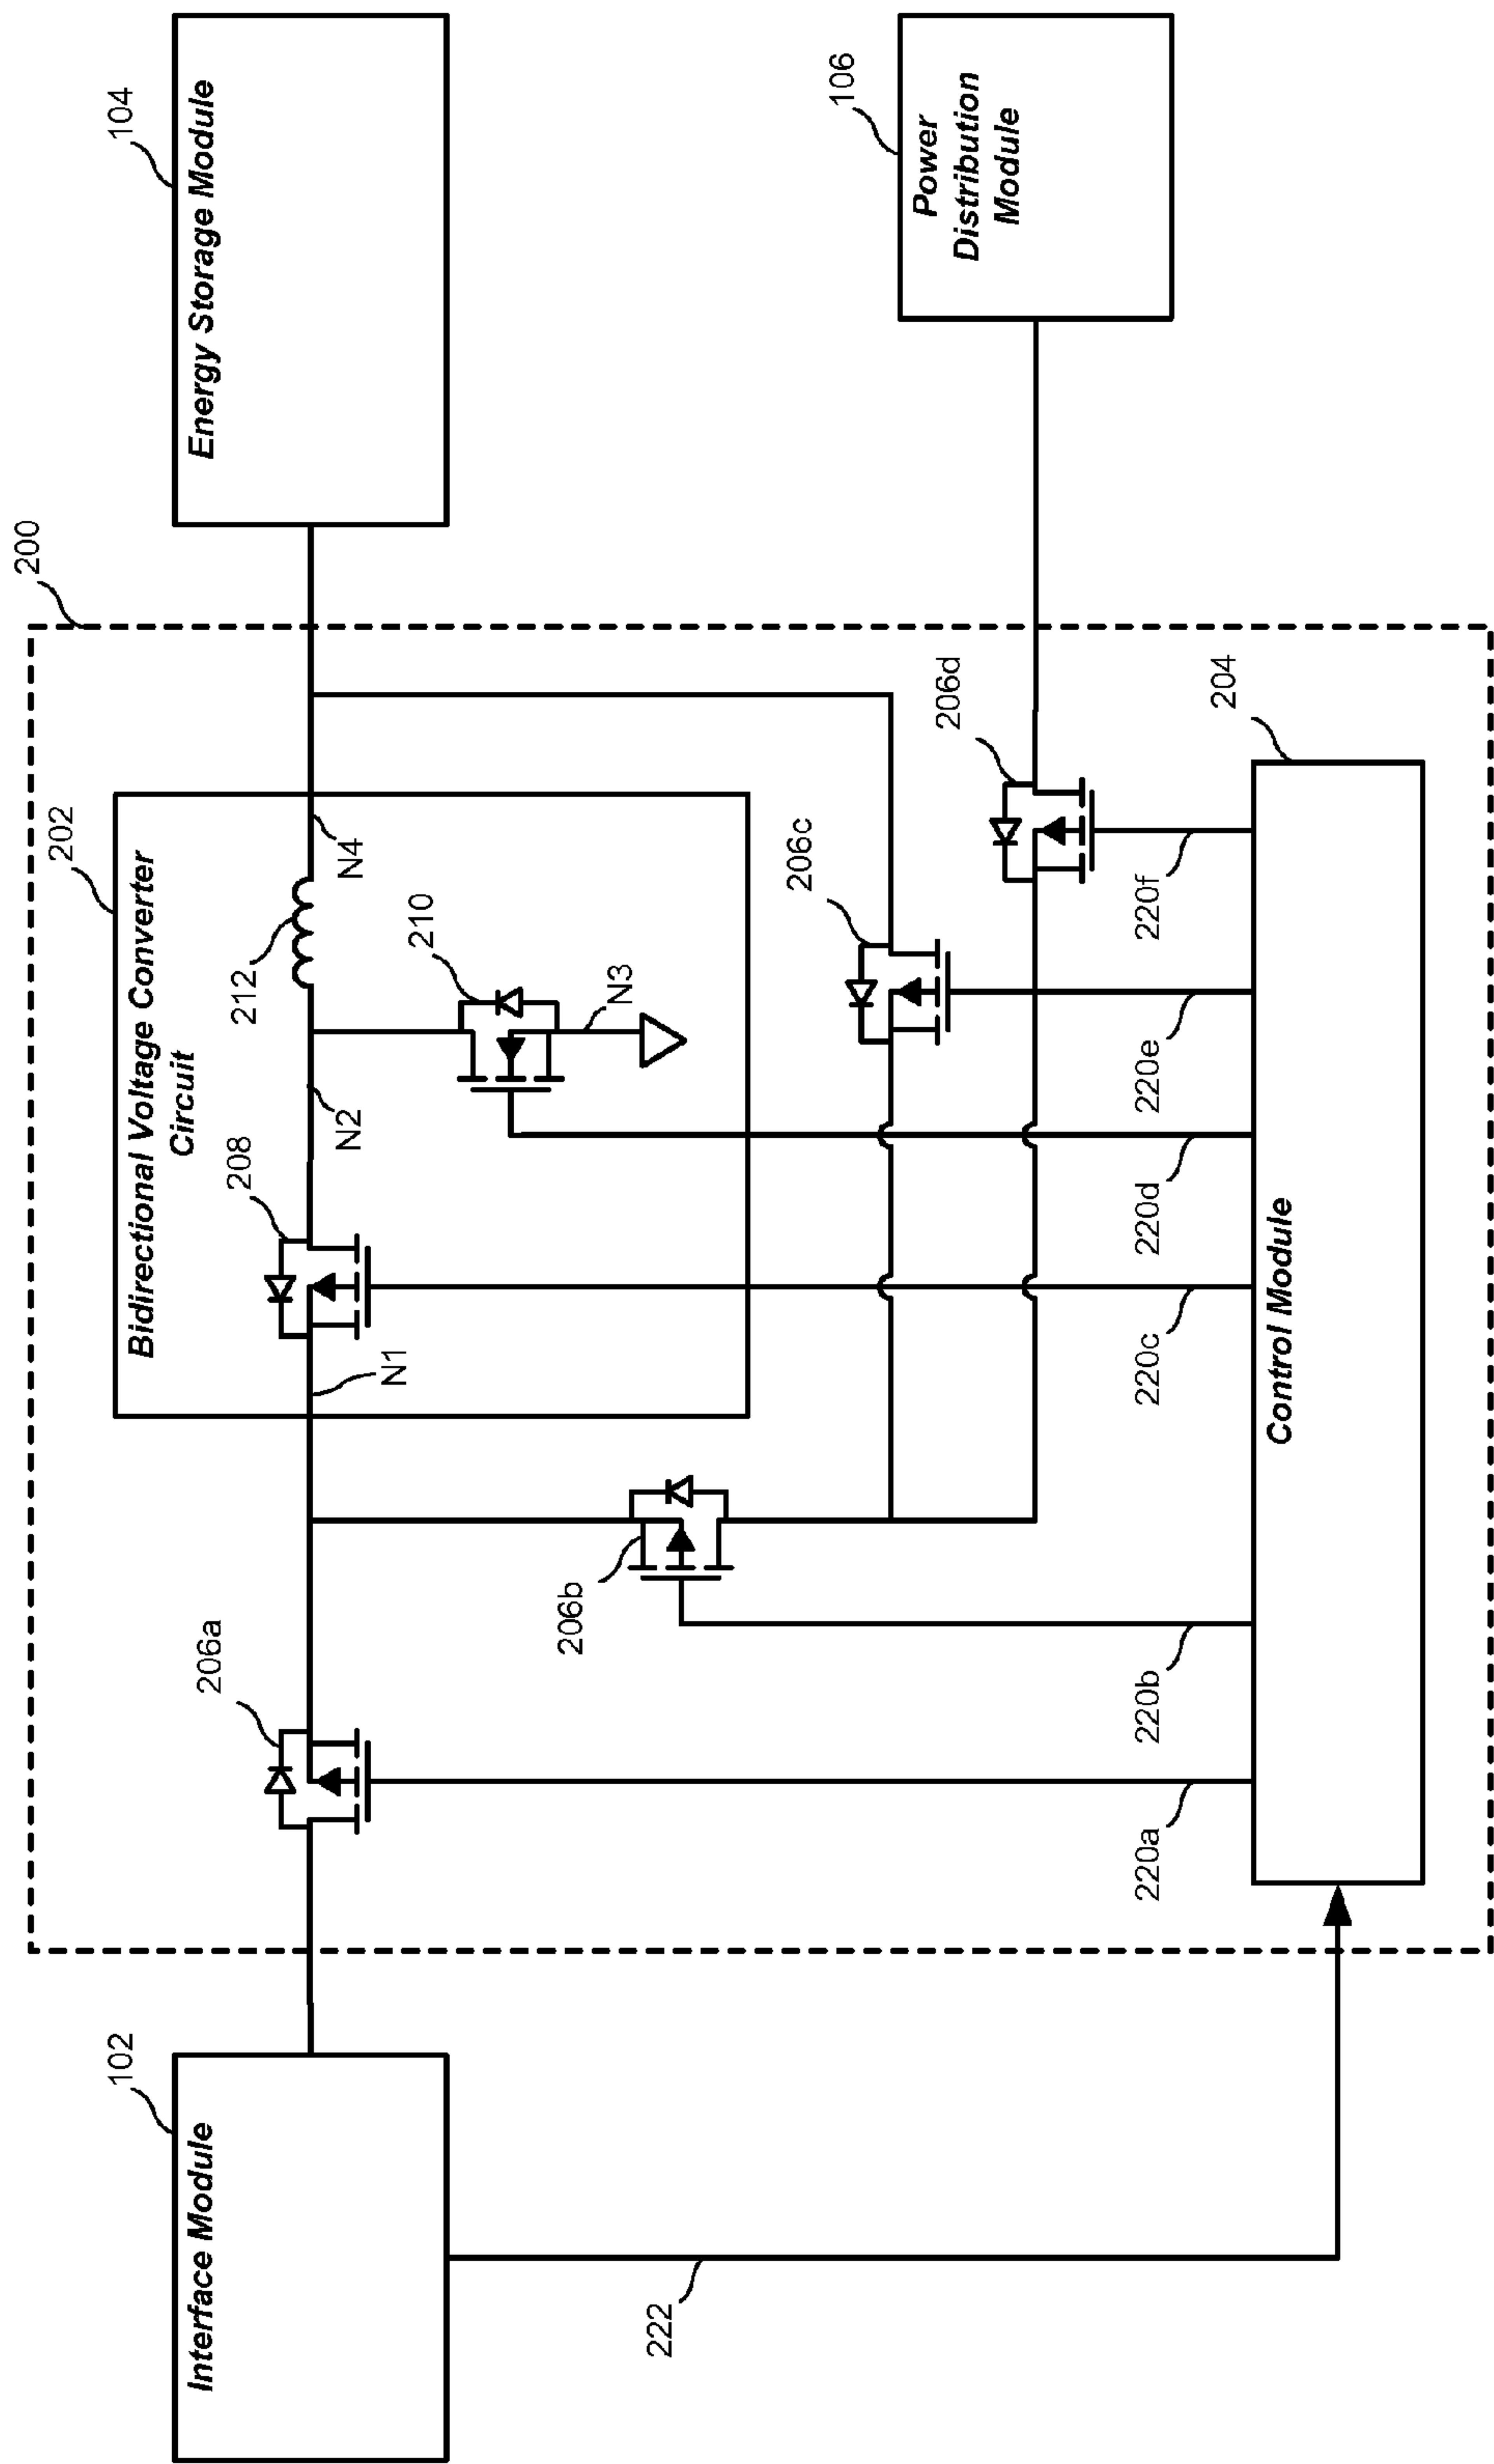 200
202
Bidirectional Voltage Converter
Circuit
102
Interface Module
206a
208
212
N1
N2
N4
210
N3
104
Energy Storage Module
206b
206c
206d
106
Power
Distribution
Module
222
220a
220b
220c
220d
220e
220f
204
Control Module